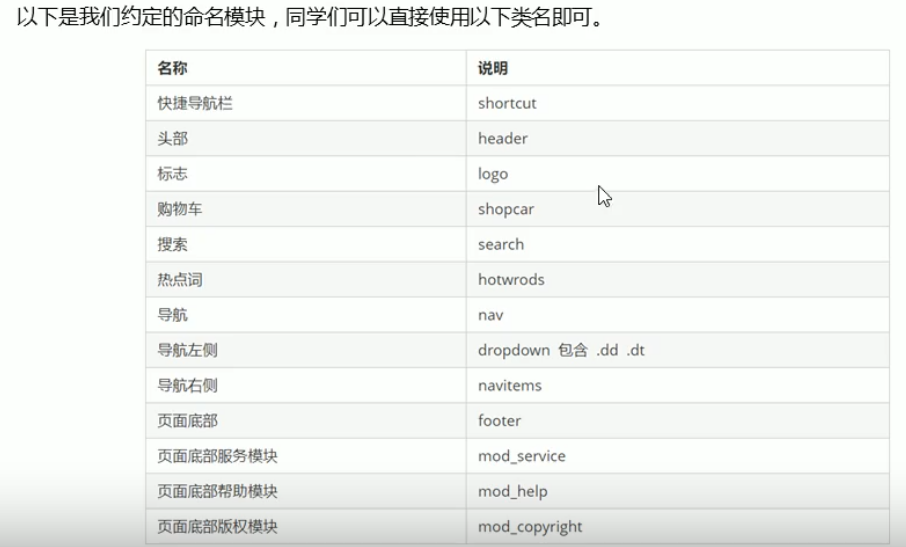 以下是我们约定的命名模块，同学们可以直接使用以下类名即可。
名称 说明
快捷导航栏 shortcut
头部 header
标志 logo
购物车 shopcar
搜索 search
热点词 hotwrods
导航 nav
导航左侧 dropdown 包含 .dd .dt
导航右侧 navitems
页面底部 footer
页面底部服务模块 mod_service
页面底部帮助模块 mod_help
页面底部版权模块 mod_copyright